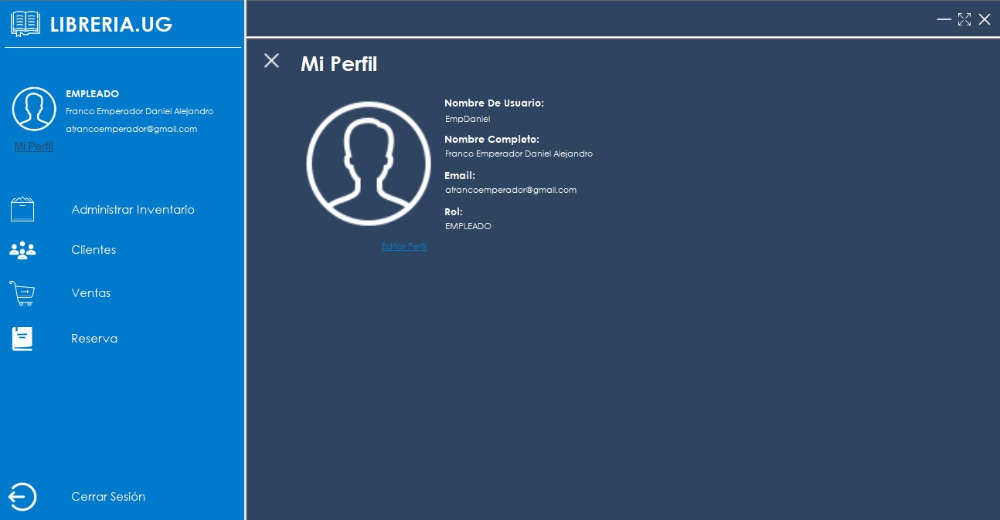 LIBRERIA.UG
EMPLEADO
Franco Emperador Daniel Alejandro
afrancoemperador@gmail.com
Mi Perfil
Administrar Inventario
Clientes
Ventas
Reserva
Cerrar Sesión
Mi Perfil
Nombre De Usuario:
EmpDaniel
Nombre Completo:
Franco Emperador Daniel Alejandro
Email:
afrancoemperador@gmail.com
Rol:
EMPLEADO
Editar Perfil